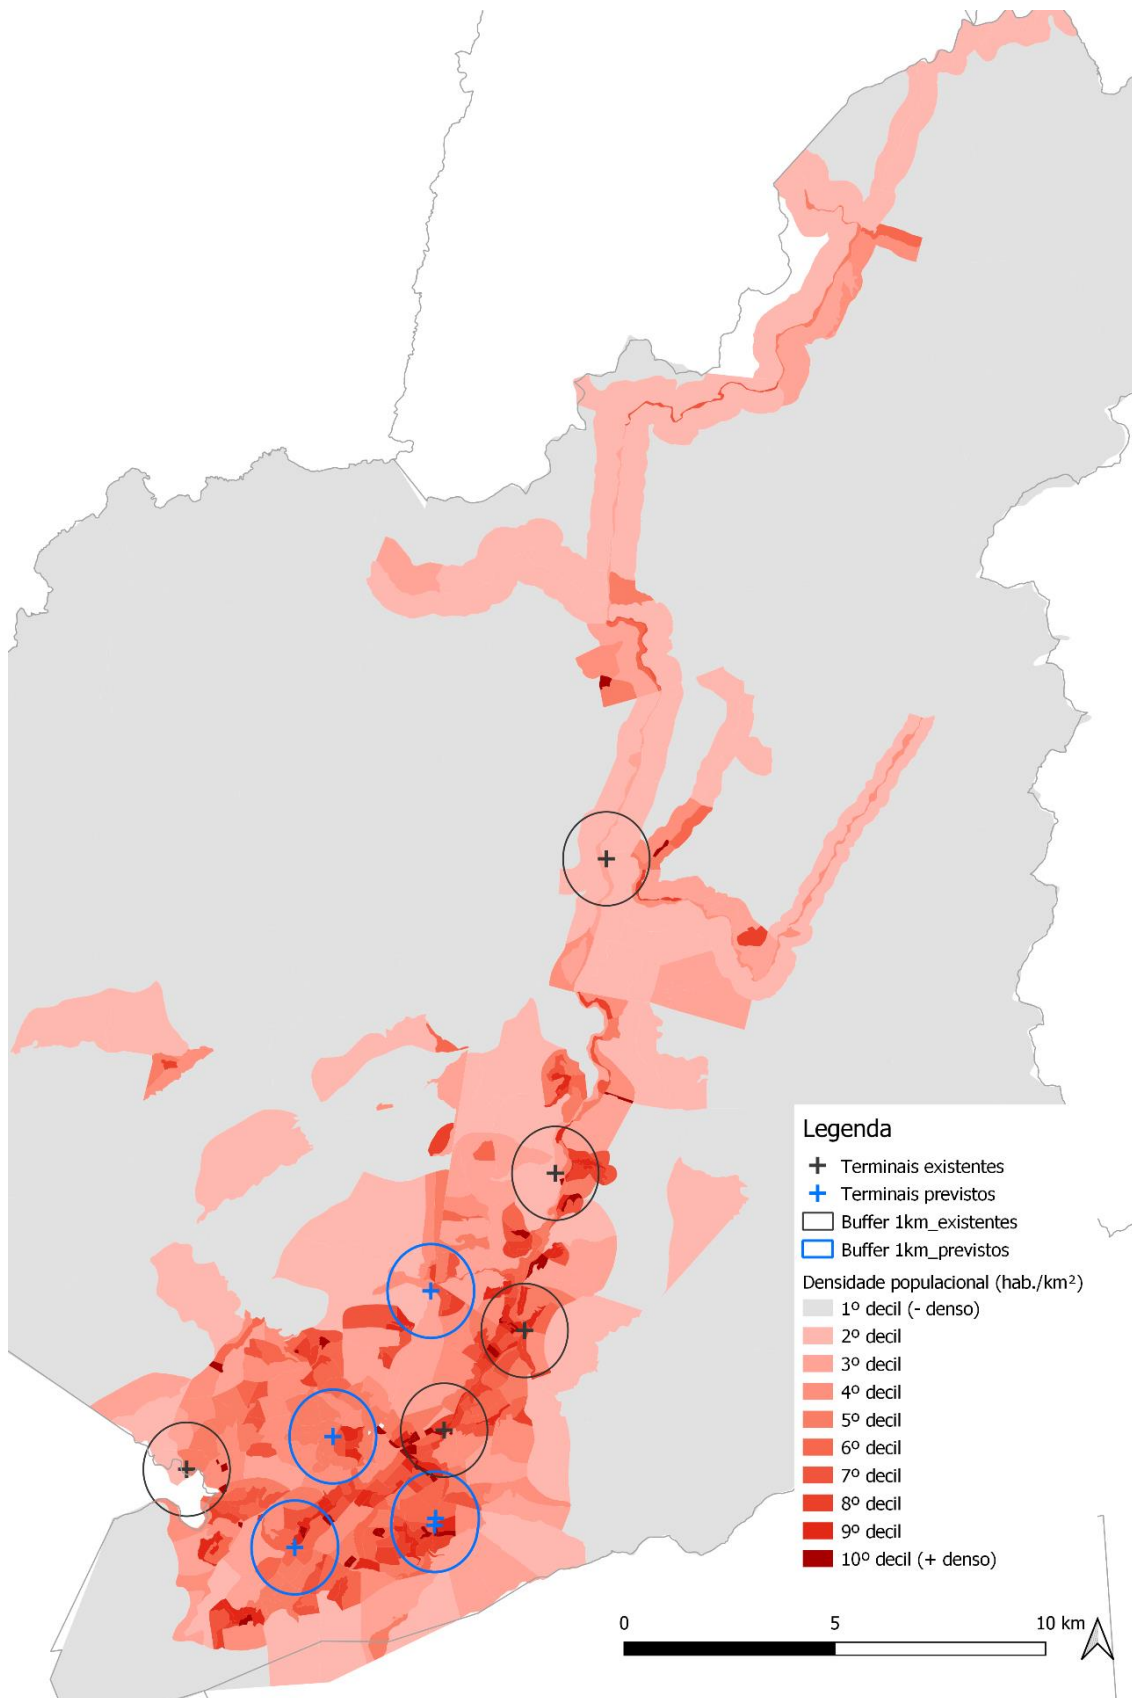 Legenda
Terminais existentes
Terminais previstos
Buffer 1km_existentes
Buffer 1km_previstos
Densidade populacional (hab./km²)
1º decil (- denso)
2º decil
3º decil
4º decil
5º decil
6º decil
7º decil
8º decil
9º decil
10º decil (+ denso)
0 5 10 km